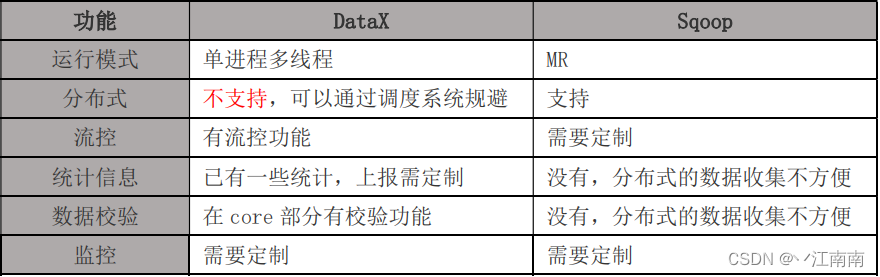 功能 DataX Sqoop
运行模式 单进程多线程 MR
分布式 不支持，可以通过调度系统规避 支持
流控 有流控功能 需要定制
统计信息 已有一些统计，上报需定制 没有，分布式的数据收集不方便
数据校验 在 core 部分有校验功能 没有，分布式的数据收集不方便
监控 需要定制 需要定制
CSDN @丷江南南